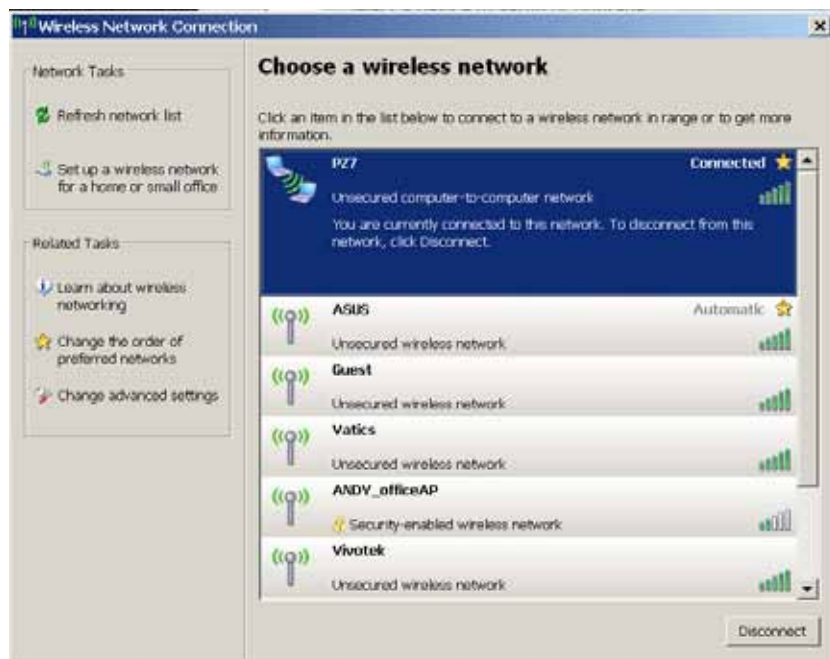 Wireless Network Connection
Network Tasks
Refresh network list
Set up a wireless network
for a home or small office
Related Tasks
Learn about wireless
networking
Change the order of
preferred networks
Change advanced settings
Choose a wireless network
Click an item in the list below to connect to a wireless network in range or to get more
information.
PZ7 Connected
Unsecured computer-to-computer network
You are currently connected to this network. To disconnect from this
network, click Disconnect.
ASUS Automatic
Unsecured wireless network
Guest
Unsecured wireless network
Vatics
Unsecured wireless network
ANDY_officeAP
Security-enabled wireless network
Vivotek
Unsecured wireless network
Disconnect